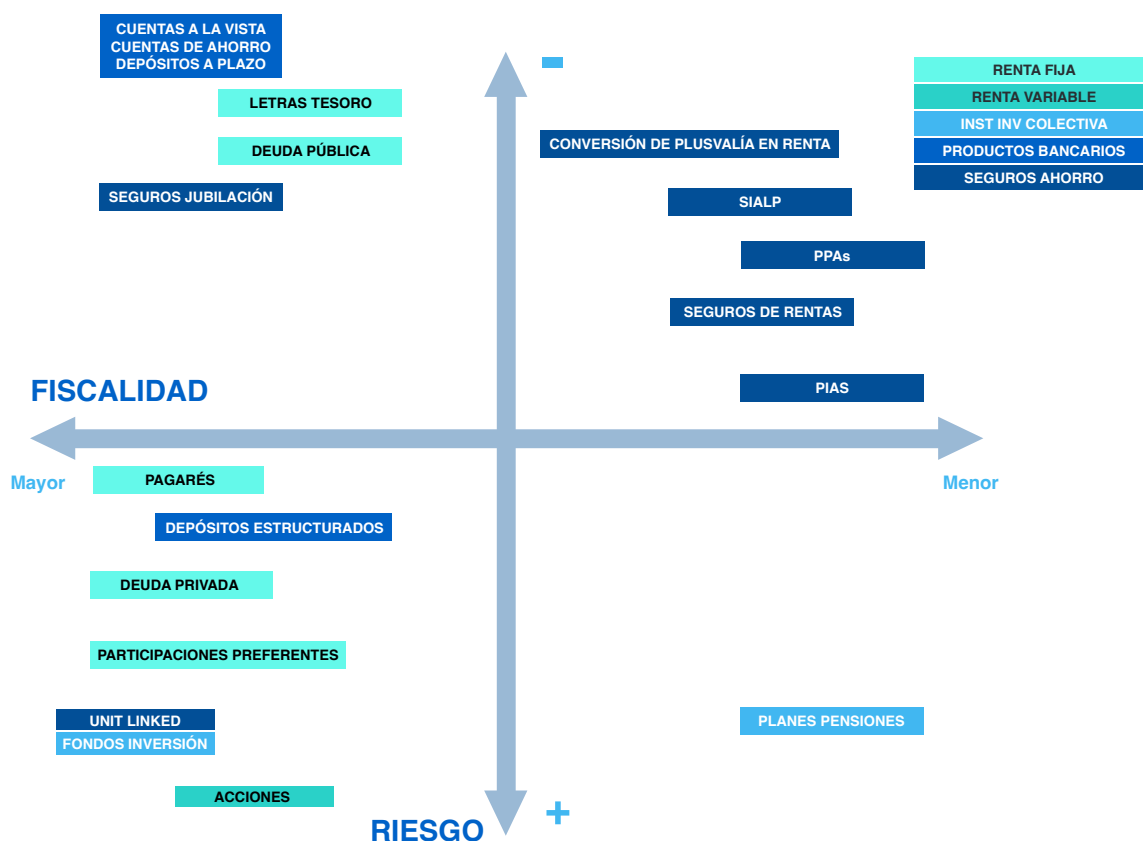 CUENTAS A LA VISTA
CUENTAS DE AHORRO
DEPÓSITOS A PLAZO
LETRAS TESORO
DEUDA PÚBLICA
SEGUROS JUBILACIÓN
CONVERSIÓN DE PLUSVALÍA EN RENTA
SIALP
PPAs
SEGUROS DE RENTAS
PIAS
RENTA FIJA
RENTA VARIABLE
INST INV COLECTIVA
PRODUCTOS BANCARIOS
SEGUROS AHORRO
-
FISCALIDAD
Mayor
Menor
PAGARÉS
DEPÓSITOS ESTRUCTURADOS
DEUDA PRIVADA
PARTICIPACIONES PREFERENTES
UNIT LINKED
FONDOS INVERSIÓN
ACCIONES
PLANES PENSIONES
RIESGO
+